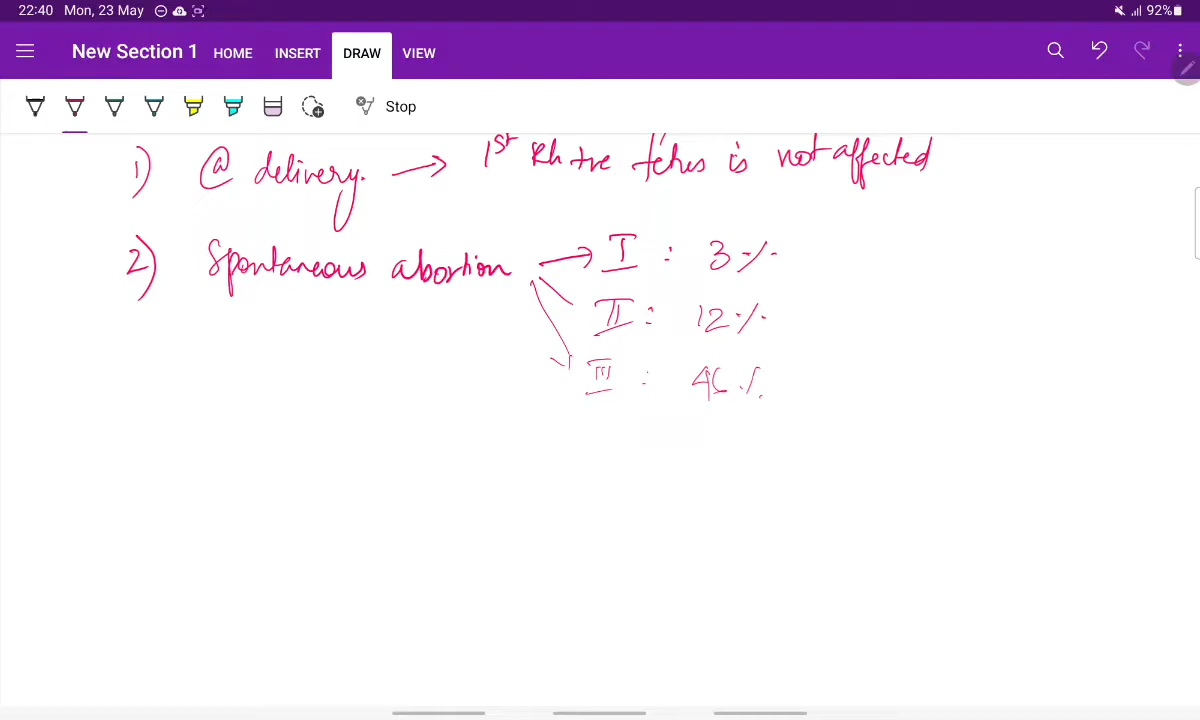 22:40 Mon, 23 May 92%
New Section 1 HOME INSERT DRAW VIEW
Stop
1) @ delivery. → 1st Rh +ve fetus is not affected
2) Spontaneous abortion → I : 3 %
II : 12 %
III : 46 %